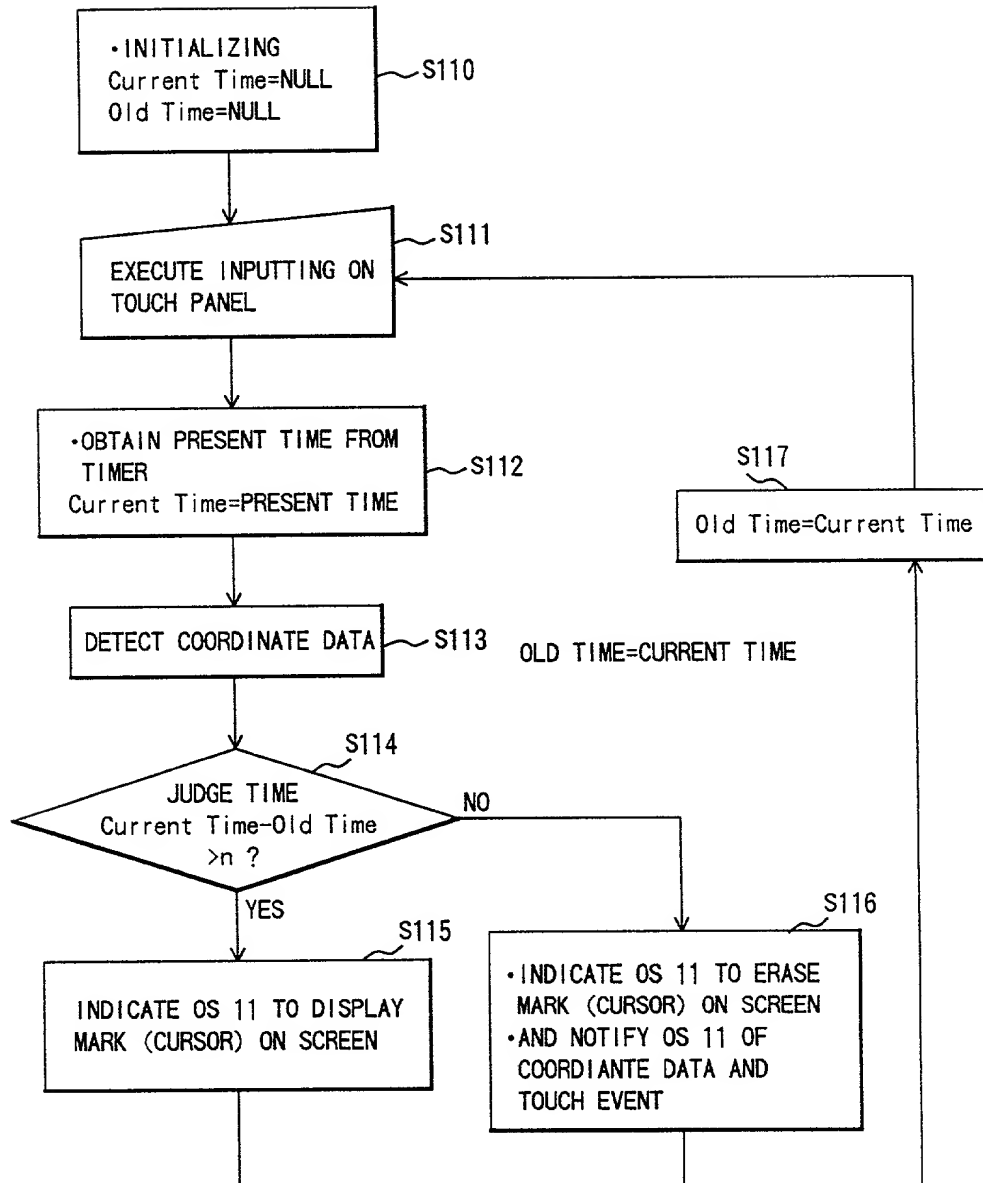 ·INITIALIZING
Current Time=NULL
Old Time=NULL
S110
S111
EXECUTE INPUTTING ON
TOUCH PANEL
·OBTAIN PRESENT TIME FROM
TIMER
Current Time=PRESENT TIME
S112
S117
Old Time=Current Time
DETECT COORDINATE DATA
S113
OLD TIME=CURRENT TIME
S114
JUDGE TIME
Current Time-Old Time
>n ?
NO
YES
S115
INDICATE OS 11 TO DISPLAY
MARK (CURSOR) ON SCREEN
S116
·INDICATE OS 11 TO ERASE
MARK (CURSOR) ON SCREEN
·AND NOTIFY OS 11 OF
COORDIANTE DATA AND
TOUCH EVENT